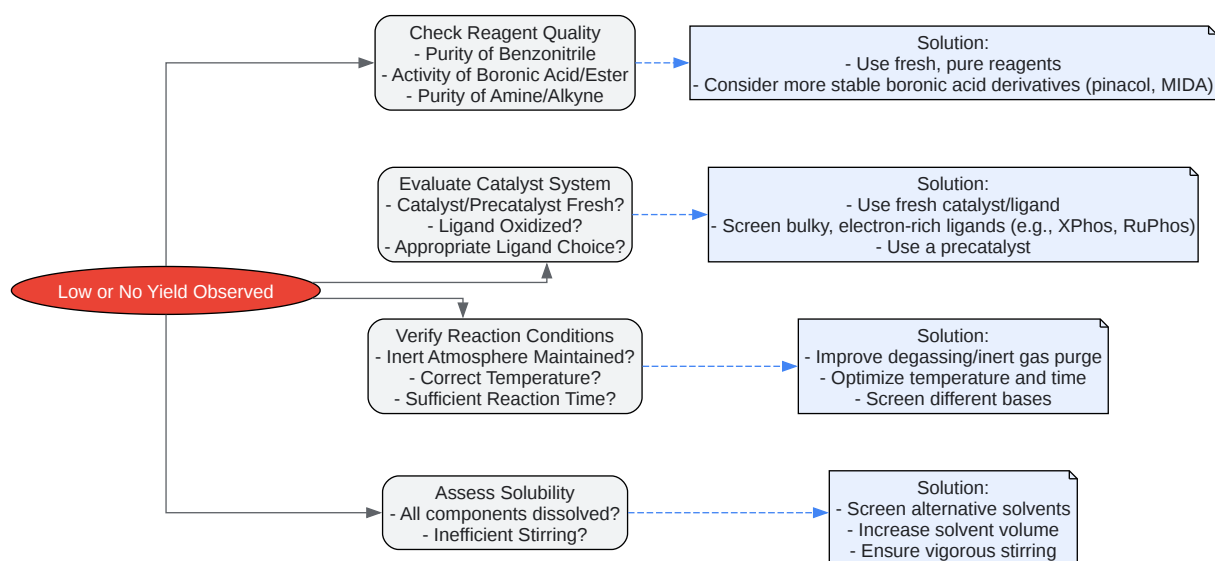 Check Reagent Quality
- Purity of Benzonitrile
- Activity of Boronic Acid/Ester
- Purity of Amine/Alkyne
Solution:
- Use fresh, pure reagents
- Consider more stable boronic acid derivatives (pinacol, MIDA)
Evaluate Catalyst System
- Catalyst/Precatalyst Fresh?
- Ligand Oxidized?
- Appropriate Ligand Choice?
Solution:
- Use fresh catalyst/ligand
- Screen bulky, electron-rich ligands (e.g., XPhos, RuPhos)
- Use a precatalyst
Low or No Yield Observed
Verify Reaction Conditions
- Inert Atmosphere Maintained?
- Correct Temperature?
- Sufficient Reaction Time?
Solution:
- Improve degassing/inert gas purge
- Optimize temperature and time
- Screen different bases
Assess Solubility
- All components dissolved?
- Inefficient Stirring?
Solution:
- Screen alternative solvents
- Increase solvent volume
- Ensure vigorous stirring